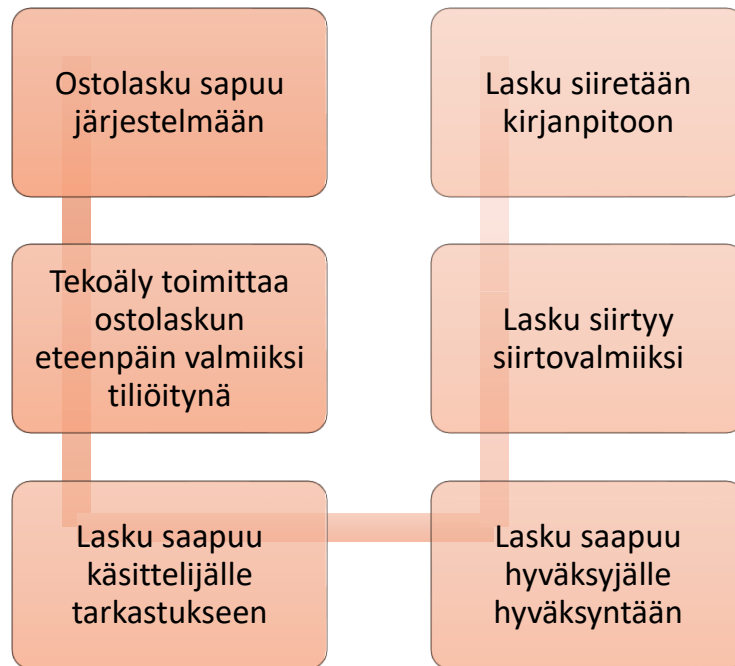 Ostolasku sapuu
järjestelmään
Tekoäly toimittaa
ostolaskun
eteenpäin valmiiksi
tiliöitynä
Lasku saapuu
käsittelijälle
tarkastukseen
Lasku saapuu
hyväksyjälle
hyväksyntään
Lasku siirtyy
siirtovalmiiksi
Lasku siiretään
kirjanpitoon